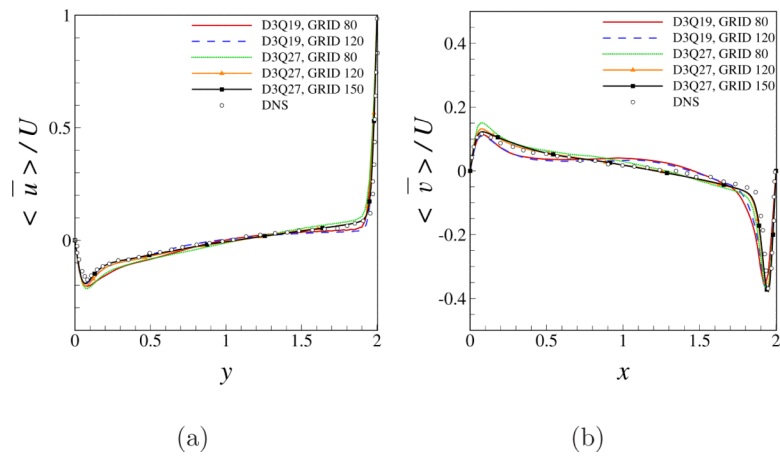 1
0.5
0
0 0.5 1 1.5 2
< u > / U
y
D3Q19, GRID 80
D3Q19, GRID 120
D3Q27, GRID 80
D3Q27, GRID 120
D3Q27, GRID 150
DNS
(a)
0.4
0.2
0
-0.2
-0.4
0 0.5 1 1.5 2
< v > / U
x
D3Q19, GRID 80
D3Q19, GRID 120
D3Q27, GRID 80
D3Q27, GRID 120
D3Q27, GRID 150
DNS
(b)